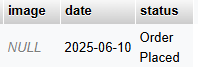 image date status
NULL 2025-06-10 Order
Placed